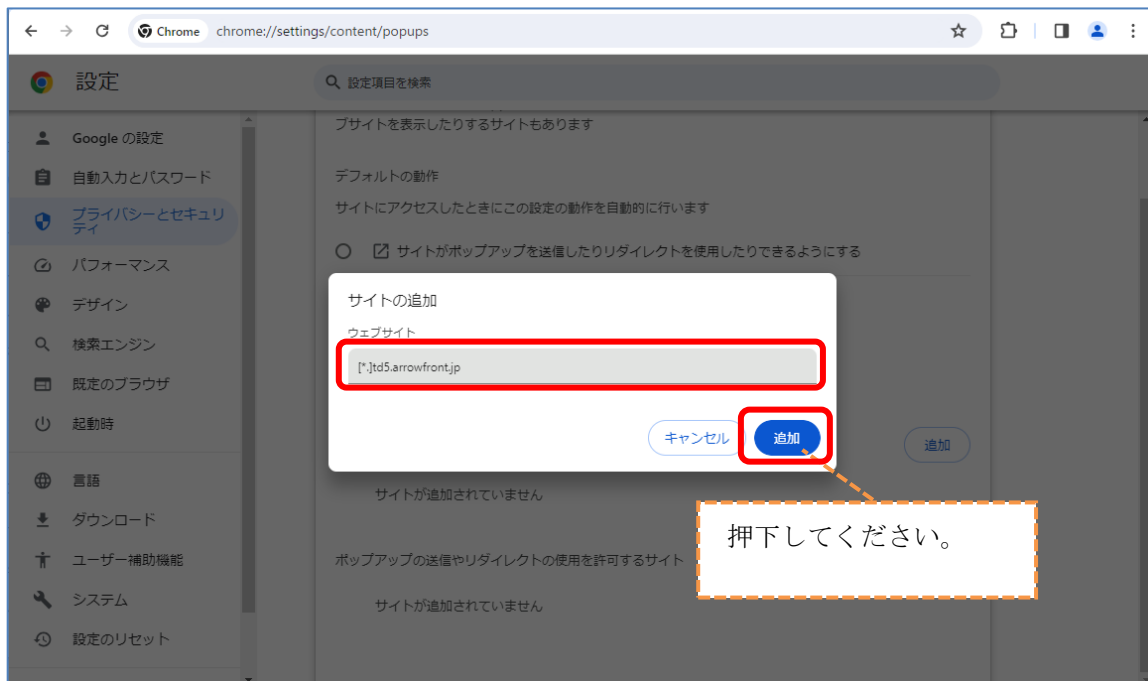 Chrome chrome://settings/content/popups
設定
設定項目を検索
Google の設定
自動入力とパスワード
プライバシーとセキュリ
ティ
パフォーマンス
デザイン
検索エンジン
既定のブラウザ
起動時
言語
ダウンロード
ユーザー補助機能
システム
設定のリセット
ブサイトを表示したりするサイトもあります
デフォルトの動作
サイトにアクセスしたときにこの設定の動作を自動的に行います
サイトがポップアップを送信したりリダイレクトを使用したりできるようにする
サイトの追加
ウェブサイト
[*.]td5.arrowfront.jp
キャンセル
追加
追加
サイトが追加されていません
押下してください。
ポップアップの送信やリダイレクトの使用を許可するサイト
サイトが追加されていません